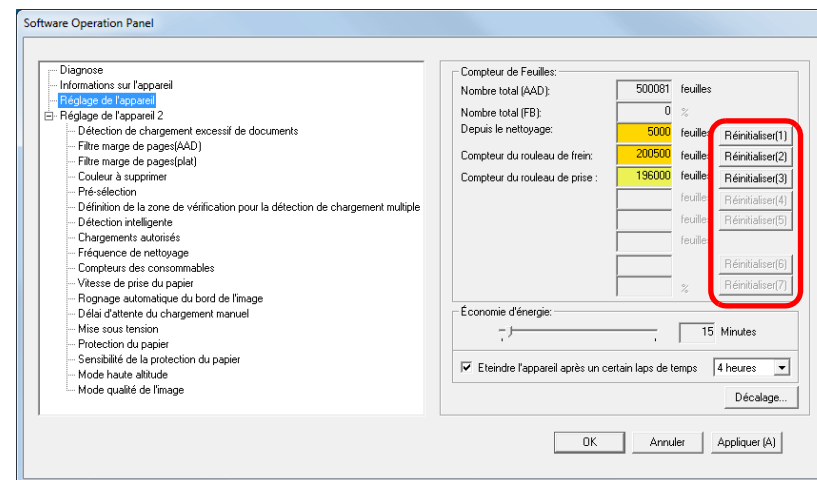 Software Operation Panel
Diagnose
Informations sur l'appareil
Réglage de l'appareil
Réglage de l'appareil 2
Détection de chargement excessif de documents
Filtre marge de pages(AAD)
Filtre marge de pages(plat)
Couleur à supprimer
Pré-sélection
Définition de la zone de vérification pour la détection de chargement multiple
Détection intelligente
Chargements autorisés
Fréquence de nettoyage
Compteurs des consommables
Vitesse de prise du papier
Rognage automatique du bord de l'image
Délai d'attente du chargement manuel
Mise sous tension
Protection du papier
Sensibilité de la protection du papier
Mode haute altitude
Mode qualité de l'image
Compteur de Feuilles:
Nombre total (AAD): 500081 feuilles
Nombre total (FB): 0 %
Depuis le nettoyage: 5000 feuilles Réinitialiser(1)
Compteur du rouleau de frein: 200500 feuilles Réinitialiser(2)
Compteur du rouleau de prise : 196000 feuilles Réinitialiser(3)
feuilles Réinitialiser(4)
feuilles Réinitialiser(5)
feuilles
Réinitialiser(6)
% Réinitialiser(7)
Économie d'énergie:
15 Minutes
Eteindre l'appareil après un certain laps de temps 4 heures
Décalage...
OK Annuler Appliquer (A)